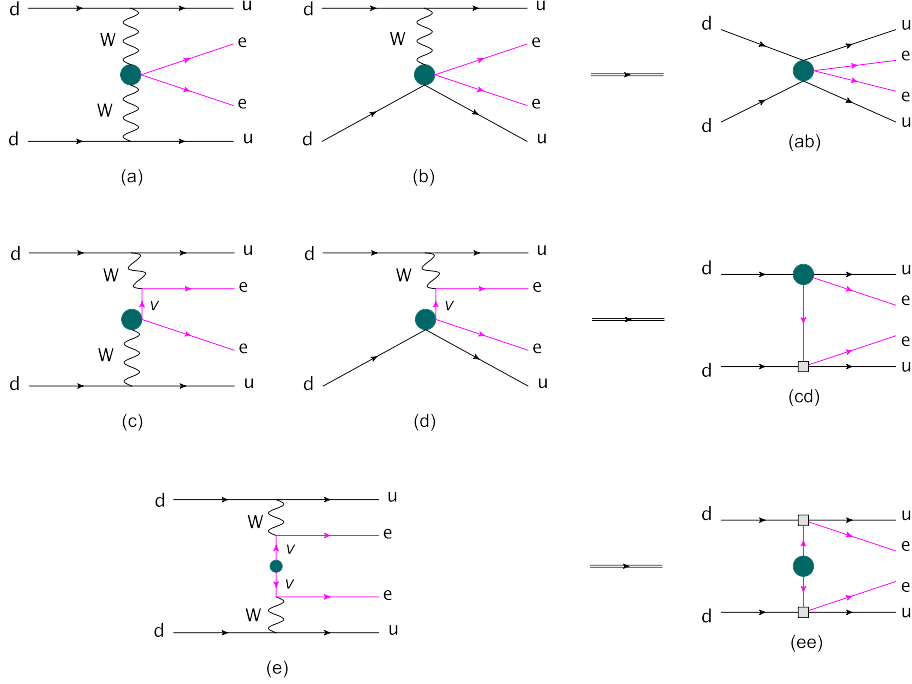 d u d u d u
W e W e e
e
W e e u
d u d u d
(a) (b) (ab)
d u d u d u
W e W e e
ν ν
W e e e
d u d u d u
(c) (d) (cd)
d u d u
W e e
ν
ν
W e e
d u d u
(e) (ee)